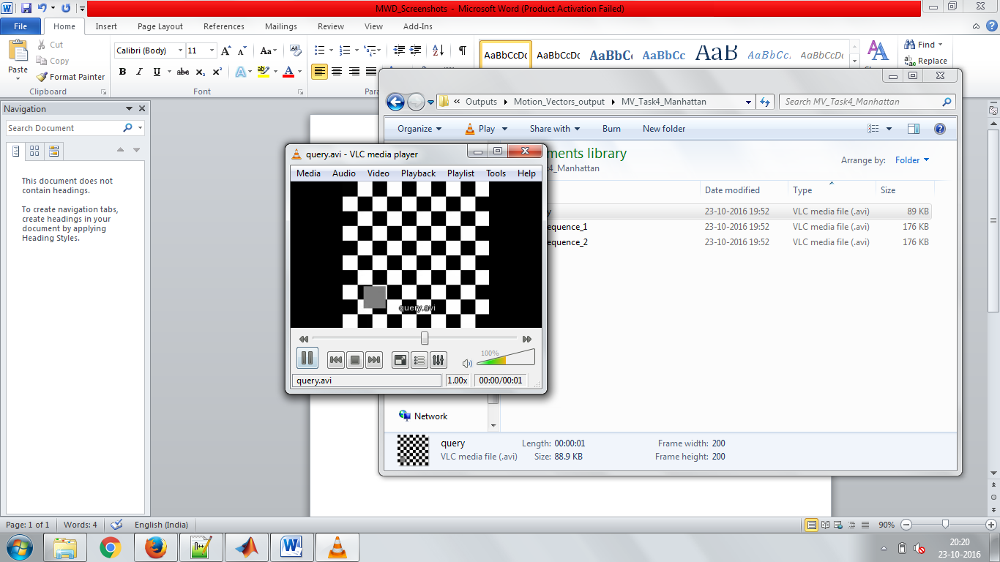 MWD_Screenshots - Microsoft Word (Product Activation Failed)
File Home Insert Page Layout References Mailings Review View Add-Ins
Paste
Cut
Copy
Format Painter
Clipboard
Calibri (Body) 11
B I U abc x₂ x²
Font
AaBbCcDc AaBbCcDc AaBbCc AaBbCc AaB AaBbCc. AaBbCcDc
Find
Replace
Navigation
Search Document
This document does not
contain headings.
To create navigation tabs,
create headings in your
document by applying
Heading Styles.
Outputs Motion_Vectors_output MV_Task4_Manhattan
Search MV_Task4_Manhattan
Organize Play Share with Burn New folder
ments library
4_Manhattan
Arrange by: Folder
Date modified Type Size
23-10-2016 19:52 VLC media file (.avi) 89 KB
equence_1 23-10-2016 19:52 VLC media file (.avi) 176 KB
equence_2 23-10-2016 19:52 VLC media file (.avi) 176 KB
Network
query Length: 00:00:01 Frame width: 200
VLC media file (.avi) Size: 88.9 KB Frame height: 200
query.avi - VLC media player
Media Audio Video Playback Playlist Tools Help
query.avi
100%
query.avi 1.00x 00:00/00:01
Page: 1 of 1 Words: 4 English (India) 90%
20:20
23-10-2016